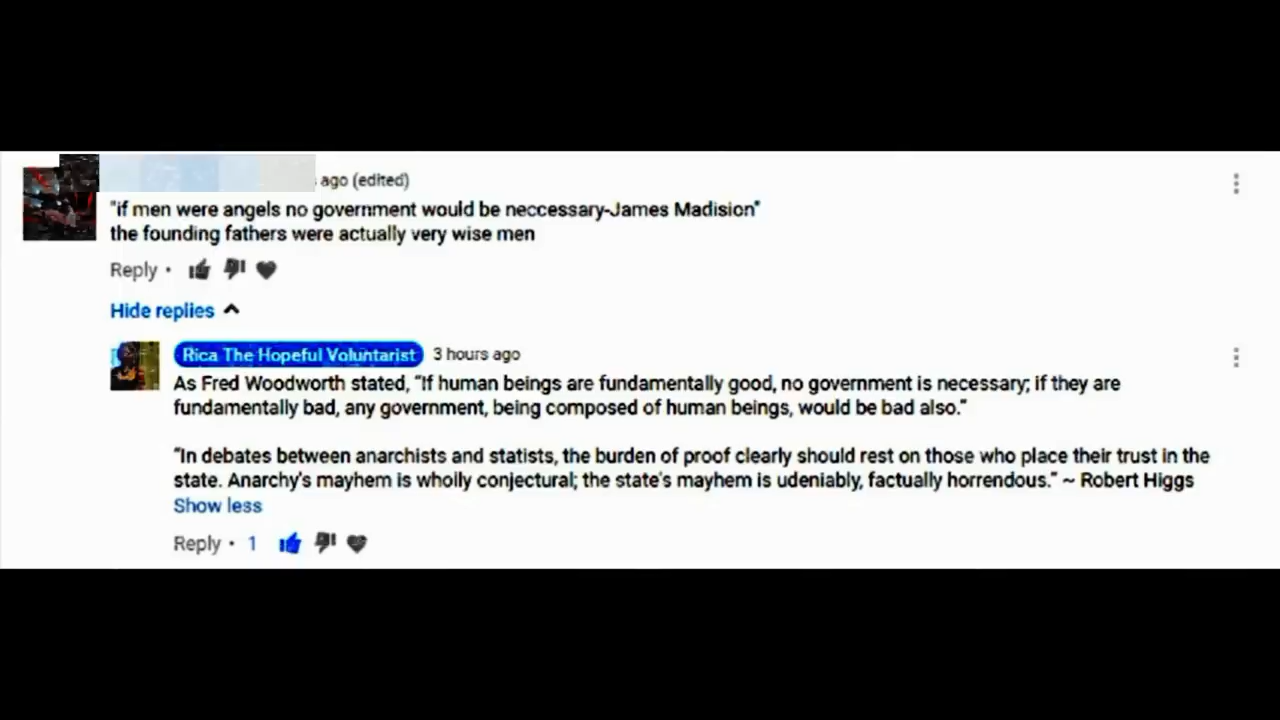 ago (edited)
"if men were angels no government would be neccessary-James Madision"
the founding fathers were actually very wise men
Reply •
Hide replies
Rica The Hopeful Voluntarist 3 hours ago
As Fred Woodworth stated, "If human beings are fundamentally good, no government is necessary; if they are
fundamentally bad, any government, being composed of human beings, would be bad also."
"In debates between anarchists and statists, the burden of proof clearly should rest on those who place their trust in the
state. Anarchy's mayhem is wholly conjectural; the state's mayhem is udeniably, factually horrendous." ~ Robert Higgs
Show less
Reply • 1